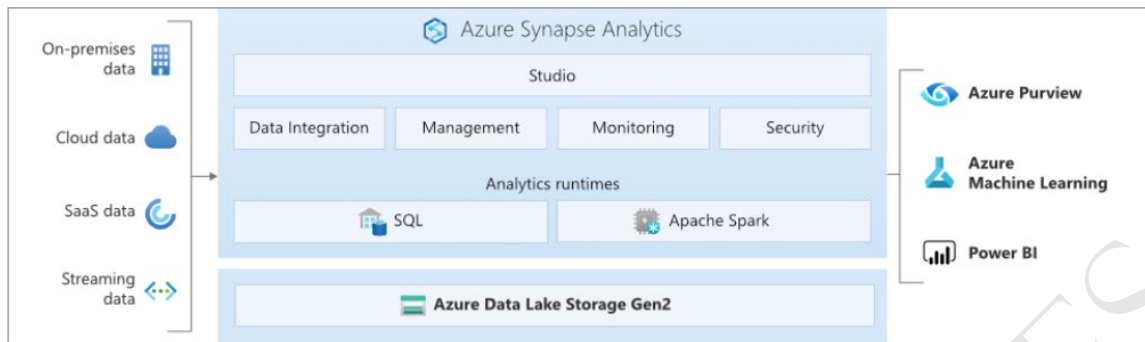 On-premises
data
Cloud data
SaaS data
Streaming
data
Azure Synapse Analytics
Studio
Data Integration
Management
Monitoring
Security
Analytics runtimes
SQL
Apache Spark
Azure Data Lake Storage Gen2
Azure Purview
Azure
Machine Learning
Power BI